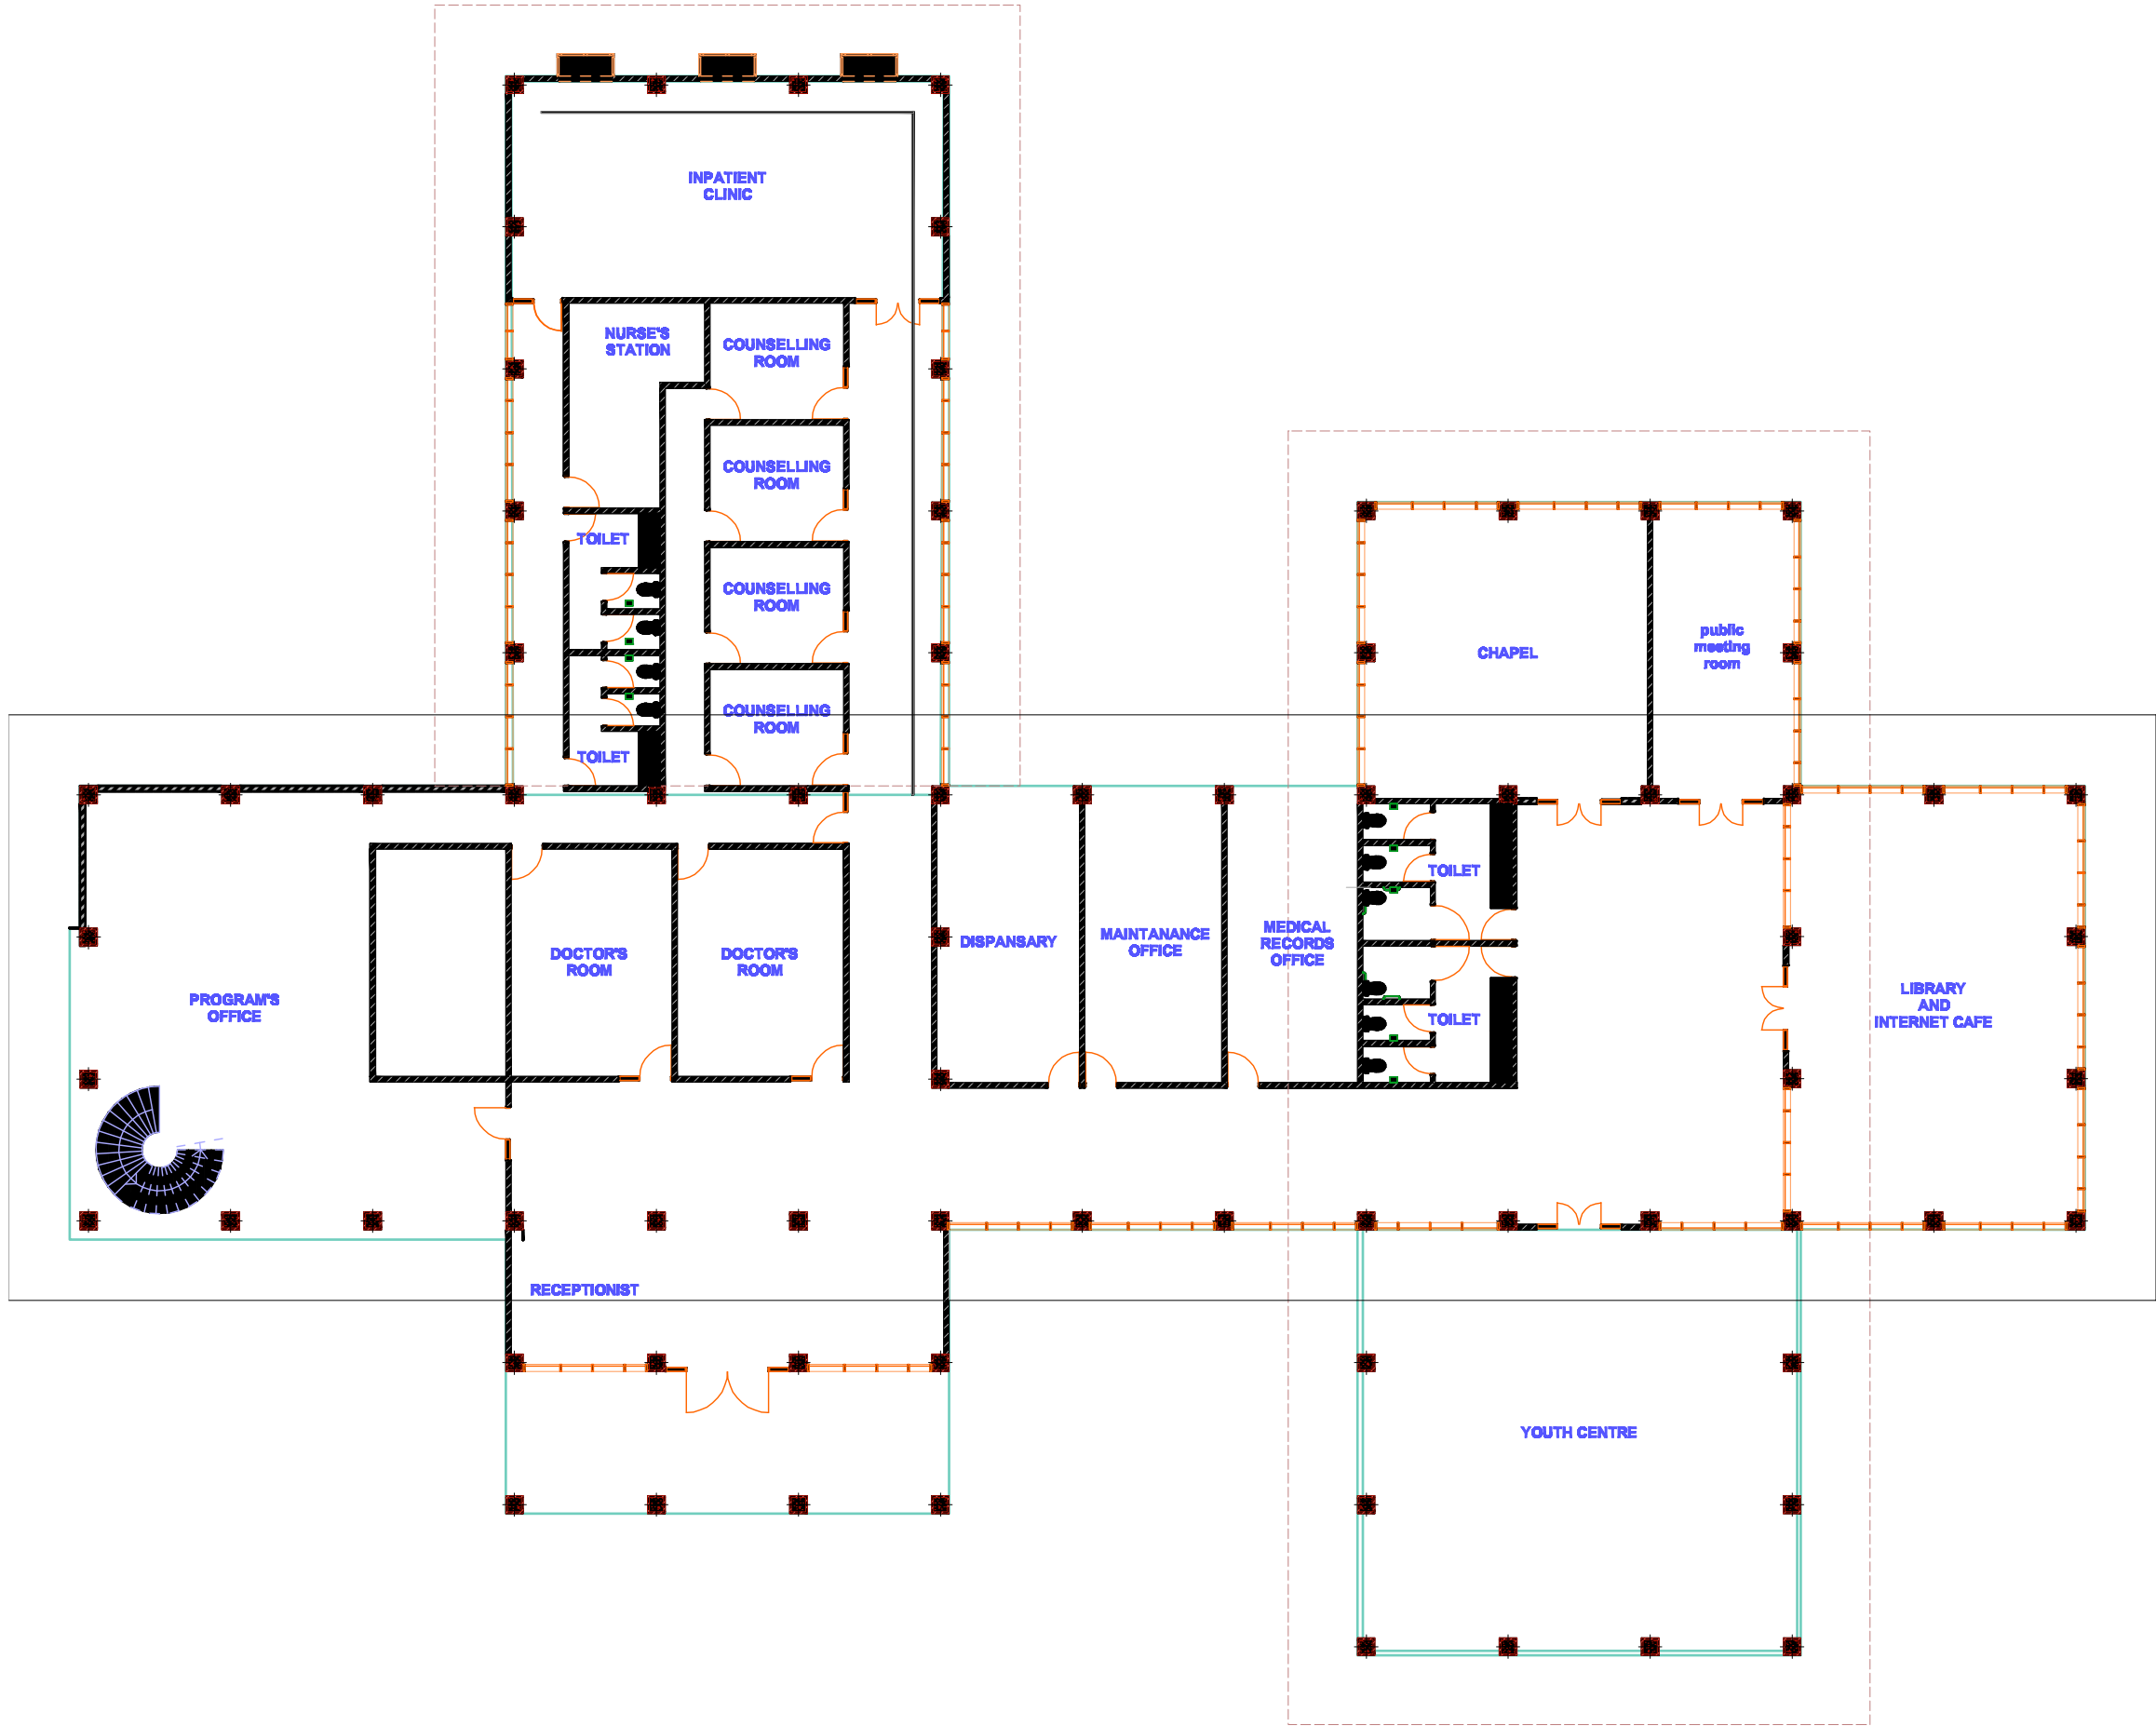 INPATIENT
CLINIC
NURSE'S
STATION
COUNSELLING
ROOM
COUNSELLING
ROOM
TOILET
COUNSELLING
ROOM
COUNSELLING
ROOM
TOILET
CHAPEL
public
meeting
room
PROGRAM'S
OFFICE
DOCTOR'S
ROOM
DOCTOR'S
ROOM
DISPANSARY
MAINTANANCE
OFFICE
MEDICAL
RECORDS
OFFICE
TOILET
TOILET
LIBRARY
AND
INTERNET CAFE
RECEPTIONIST
YOUTH CENTRE